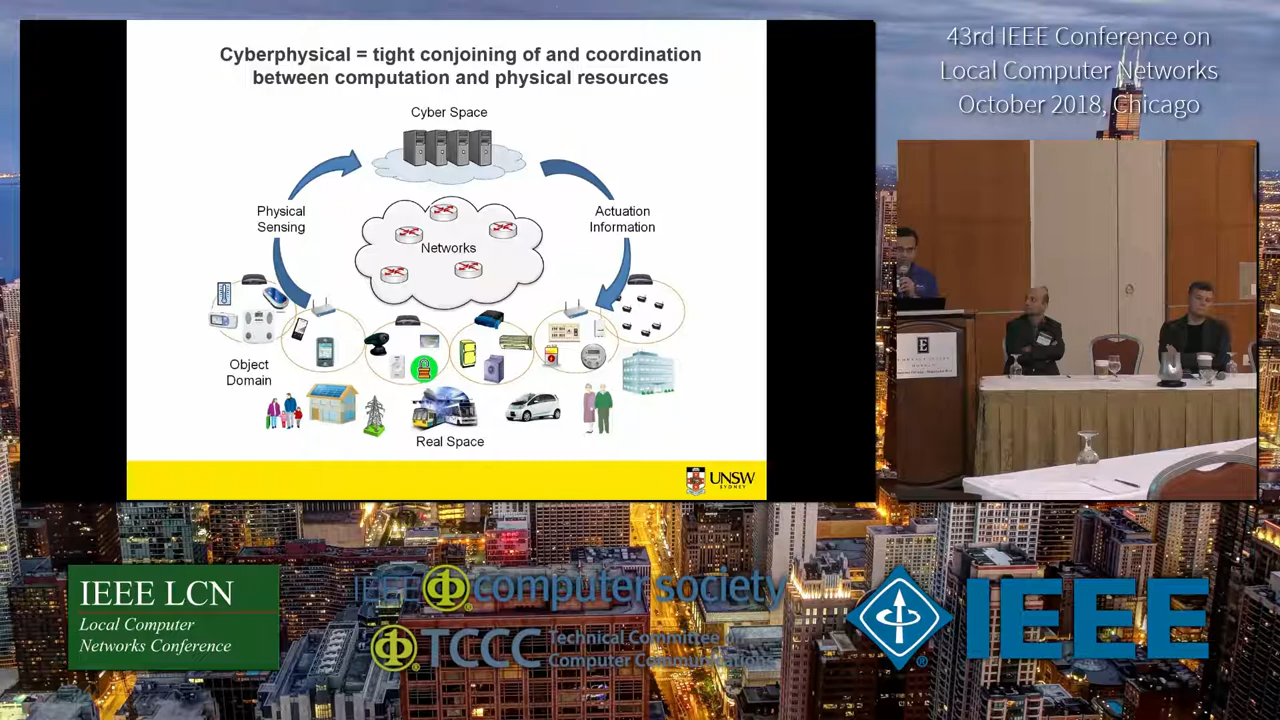 Cyberphysical = tight conjoining of and coordination
between computation and physical resources
Cyber Space
Physical
Sensing
Actuation
Information
Networks
Object
Domain
Real Space
UNSW
SYDNEY
43rd IEEE Conference on
Local Computer Networks
October 2018, Chicago
IEEE LCN
Local Computer
Networks Conference
IEEE computer society
TCCC Technical Committee on
Computer Communications
IEEE